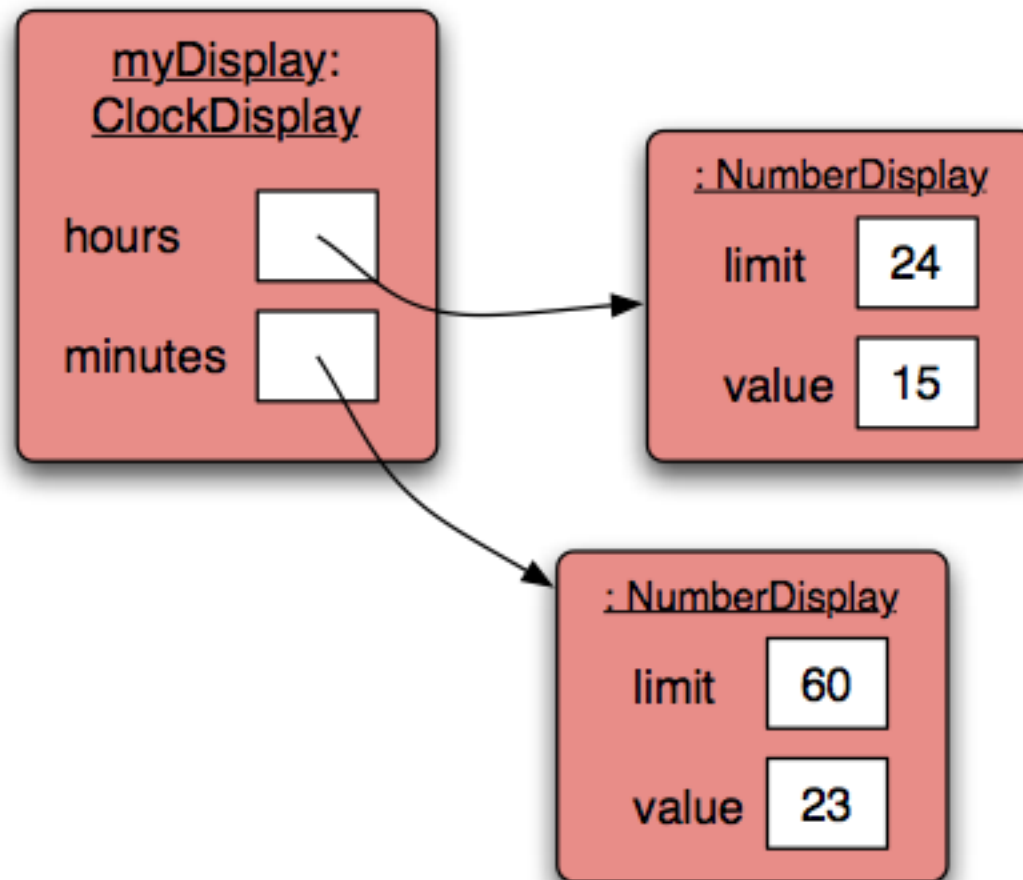 myDisplay:
ClockDisplay
hours
minutes
: NumberDisplay
limit 24
value 15
: NumberDisplay
limit 60
value 23